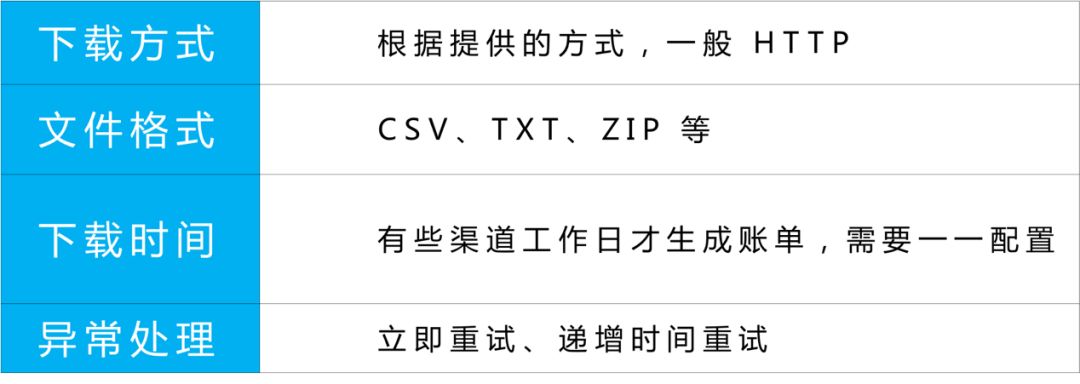 下载方式
根据提供的方式，一般 HTTP
文件格式
CSV、TXT、ZIP 等
下载时间
有些渠道工作日才生成账单，需要一一配置
异常处理
立即重试、递增时间重试